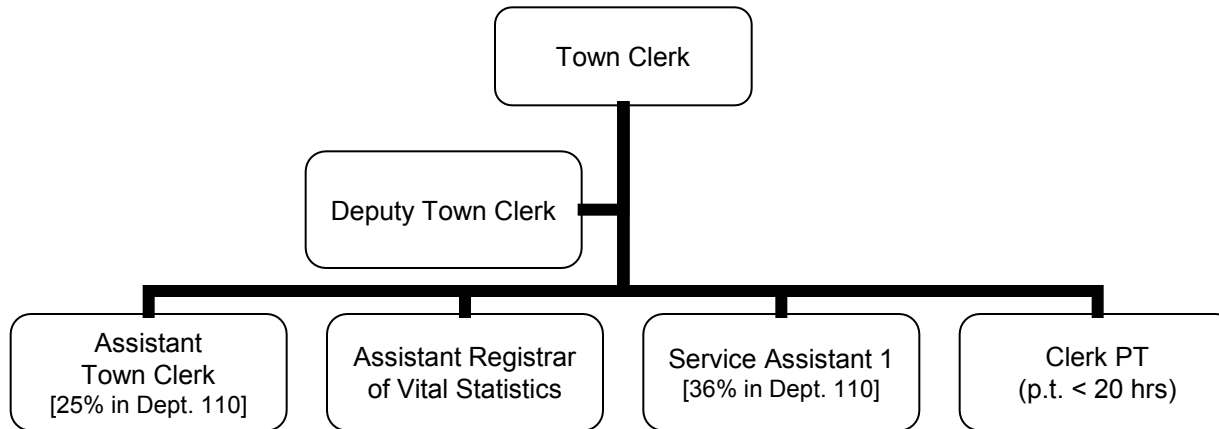 Town Clerk
Deputy Town Clerk
Assistant
Town Clerk
[25% in Dept. 110]
Assistant Registrar
of Vital Statistics
Service Assistant 1
[36% in Dept. 110]
Clerk PT
(p.t. < 20 hrs)